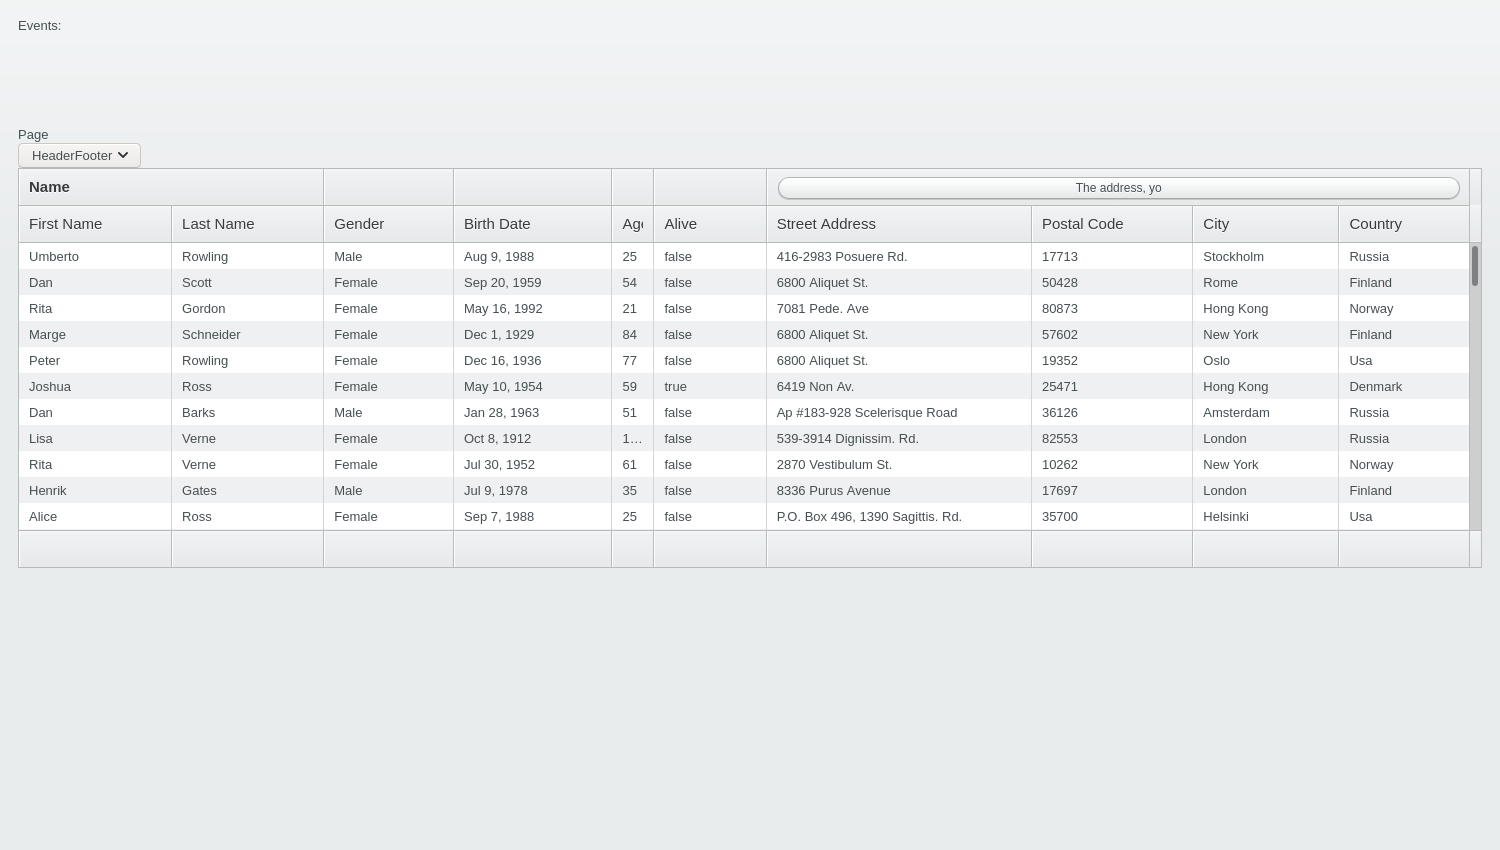 Events:
Page
HeaderFooter
Name The address, yo
First Name Last Name Gender Birth Date Age Alive Street Address Postal Code City Country
Umberto Rowling Male Aug 9, 1988 25 false 416-2983 Posuere Rd. 17713 Stockholm Russia
Dan Scott Female Sep 20, 1959 54 false 6800 Aliquet St. 50428 Rome Finland
Rita Gordon Female May 16, 1992 21 false 7081 Pede. Ave 80873 Hong Kong Norway
Marge Schneider Female Dec 1, 1929 84 false 6800 Aliquet St. 57602 New York Finland
Peter Rowling Female Dec 16, 1936 77 false 6800 Aliquet St. 19352 Oslo Usa
Joshua Ross Female May 10, 1954 59 true 6419 Non Av. 25471 Hong Kong Denmark
Dan Barks Male Jan 28, 1963 51 false Ap #183-928 Scelerisque Road 36126 Amsterdam Russia
Lisa Verne Female Oct 8, 1912 1… false 539-3914 Dignissim. Rd. 82553 London Russia
Rita Verne Female Jul 30, 1952 61 false 2870 Vestibulum St. 10262 New York Norway
Henrik Gates Male Jul 9, 1978 35 false 8336 Purus Avenue 17697 London Finland
Alice Ross Female Sep 7, 1988 25 false P.O. Box 496, 1390 Sagittis. Rd. 35700 Helsinki Usa